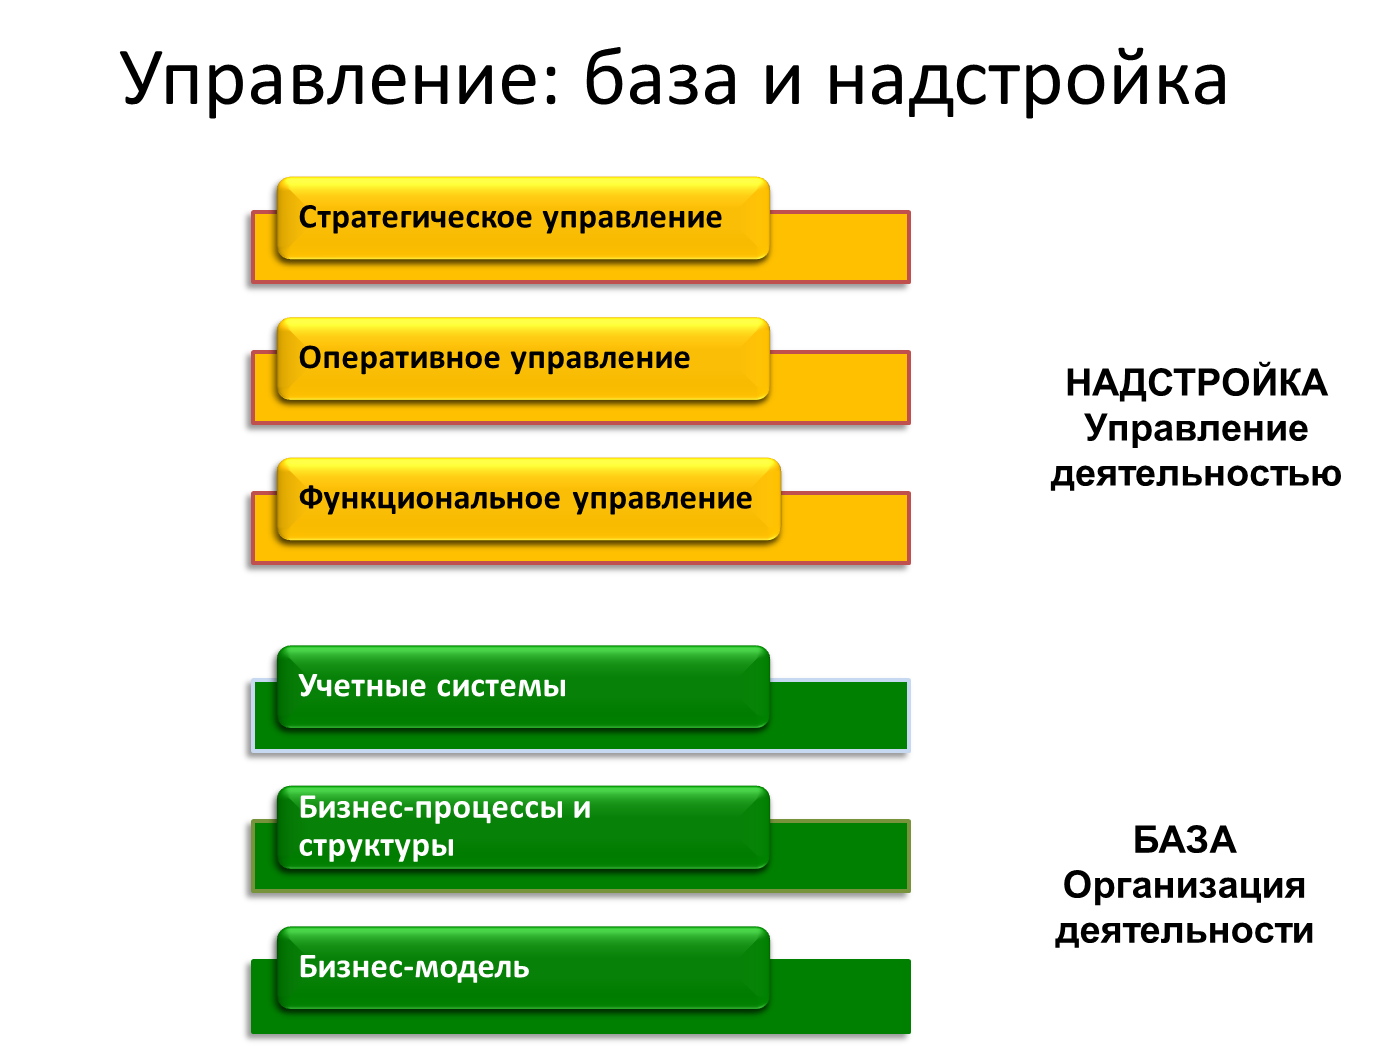 Управление: база и надстройка
Стратегическое управление
Оперативное управление
НАДСТРОЙКА
Управление
деятельностью
Функциональное управление
Учетные системы
Бизнес-процессы и
структуры
БАЗА
Организация
деятельности
Бизнес-модель